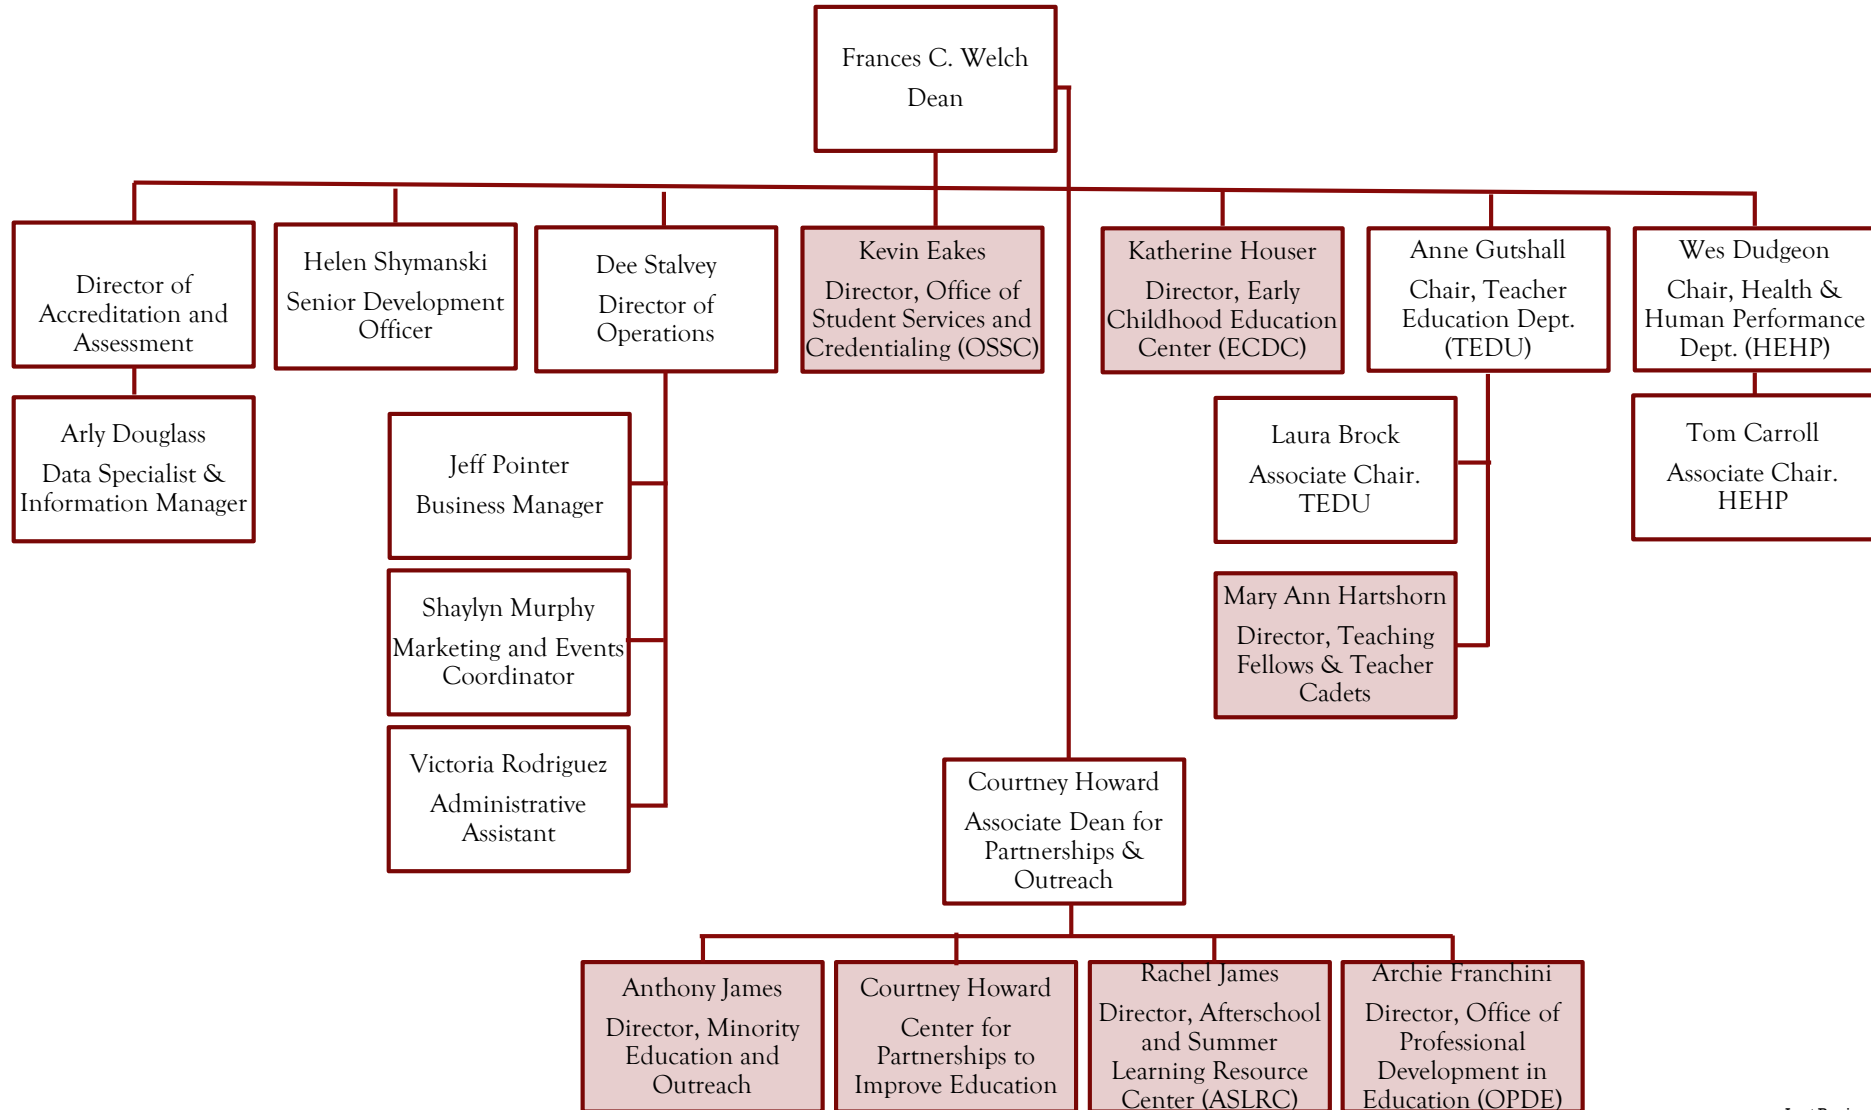 Frances C. Welch
Dean
Director of
Accreditation and
Assessment
Helen Shymanski
Senior Development
Officer
Dee Stalvey
Director of
Operations
Kevin Eakes
Director, Office of
Student Services and
Credentialing (OSSC)
Katherine Houser
Director, Early
Childhood Education
Center (ECDC)
Anne Gutshall
Chair, Teacher
Education Dept.
(TEDU)
Wes Dudgeon
Chair, Health &
Human Performance
Dept. (HEHP)
Arly Douglass
Data Specialist &
Information Manager
Jeff Pointer
Business Manager
Shaylyn Murphy
Marketing and Events
Coordinator
Victoria Rodriguez
Administrative
Assistant
Laura Brock
Associate Chair.
TEDU
Mary Ann Hartshorn
Director, Teaching
Fellows & Teacher
Cadets
Tom Carroll
Associate Chair.
HEHP
Courtney Howard
Associate Dean for
Partnerships &
Outreach
Anthony James
Director, Minority
Education and
Outreach
Courtney Howard
Center for
Partnerships to
Improve Education
Rachel James
Director, Afterschool
and Summer
Learning Resource
Center (ASLRC)
Archie Franchini
Director, Office of
Professional
Development in
Education (OPDE)